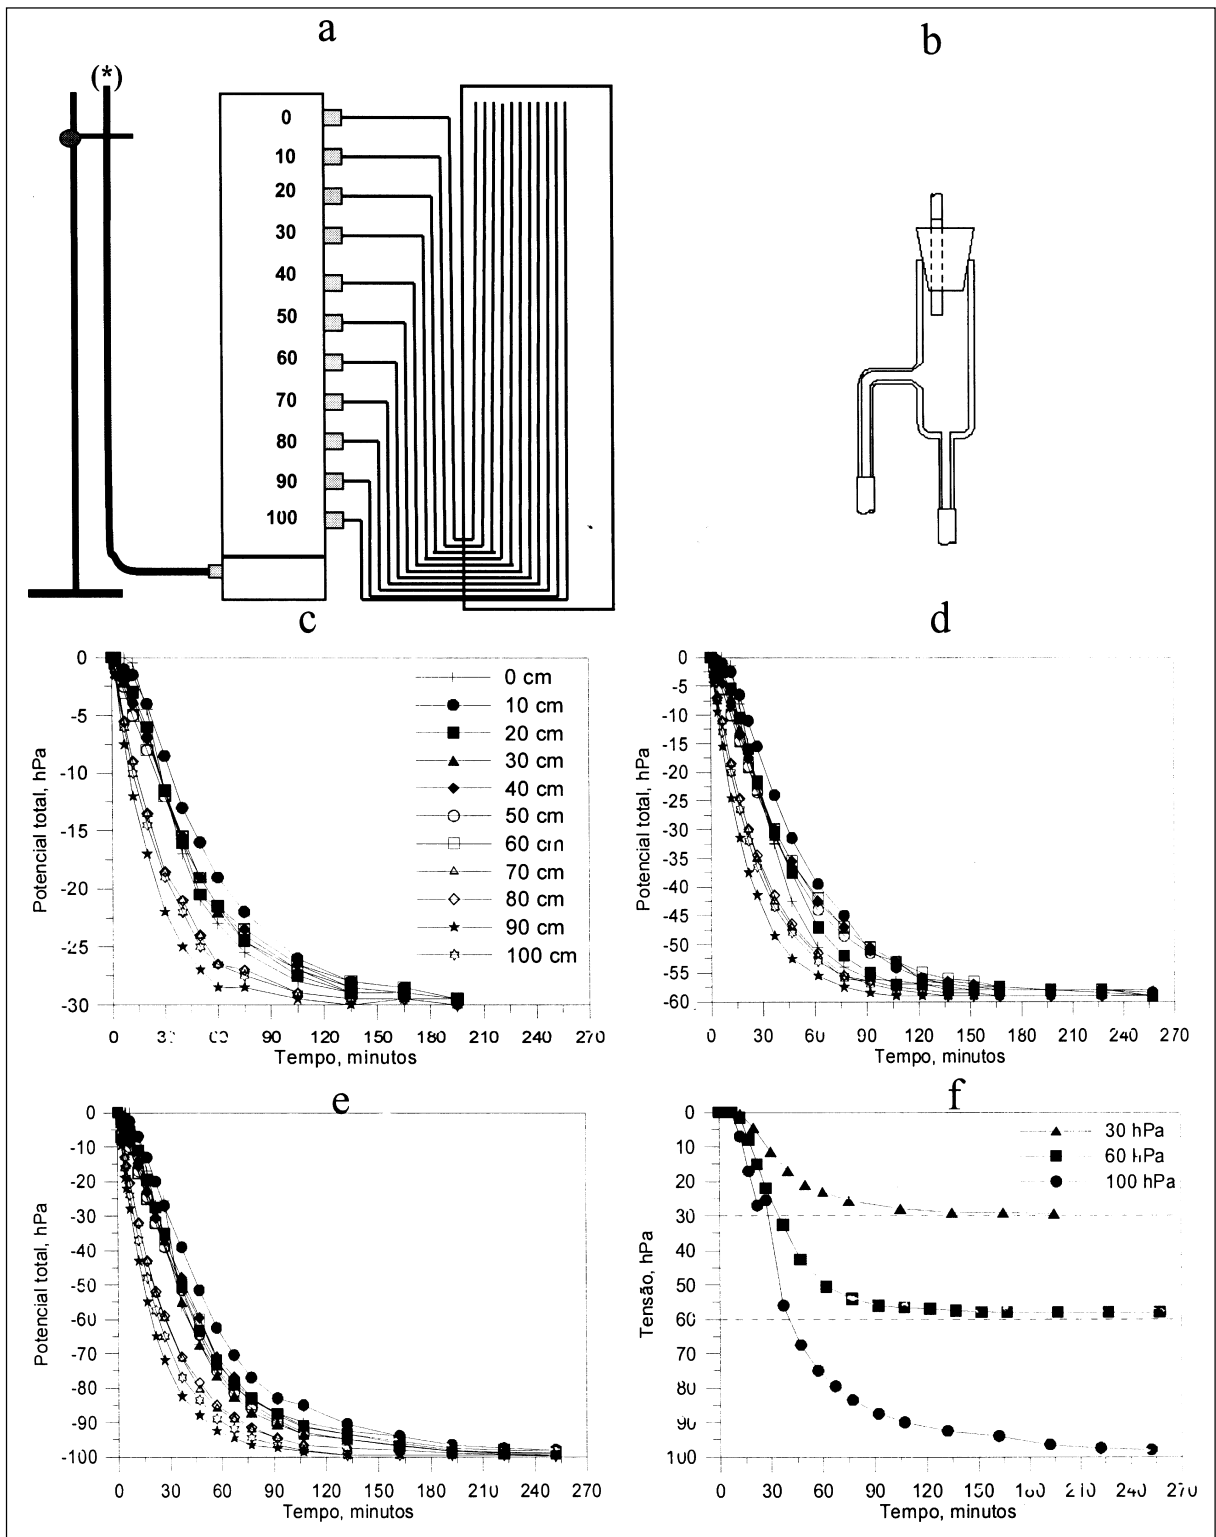 a
b
(*)
0
10
20
30
40
50
60
70
80
90
100
c
d
0
-5
-10
-15
-20
-25
-30
Potencial total, hPa
0 cm
10 cm
20 cm
30 cm
40 cm
50 cm
60 cm
70 cm
80 cm
90 cm
100 cm
0 90 120 150 180 210 240 270
Tempo, minutos
0
-5
-10
-15
-20
-25
-30
-35
-40
-45
-50
-55
-60
Potencial total, hPa
0 30 60 90 120 150 180 210 240 270
Tempo, minutos
e
f
0
-10
-20
-30
-40
-50
-60
-70
-80
-90
-100
Potencial total, hPa
0 30 60 90 120 150 180 210 240 270
Tempo, minutos
0
10
20
30
40
50
60
70
80
90
100
Tensão, hPa
30 hPa
60 hPa
100 hPa
0 30 60 90 120 150 240 270
Tempo, minutos